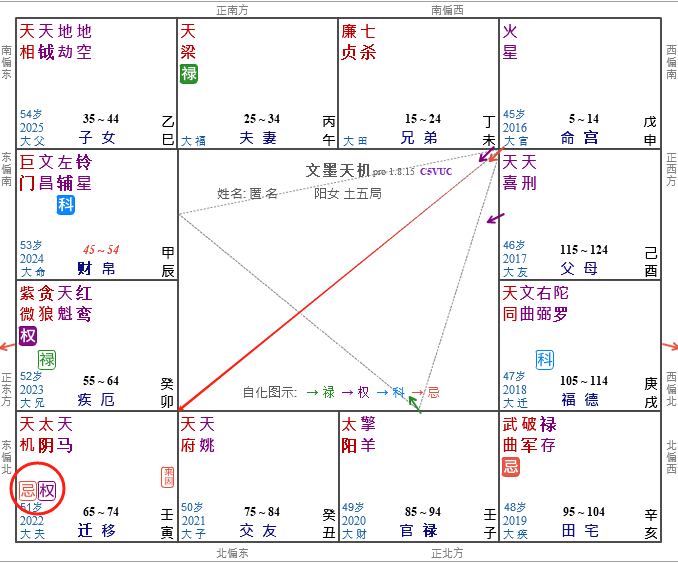 正南方
南偏西
南偏东
天 天 地 地
相 钺 劫 空
54岁
2025
大父
35~44
子 女
乙
巳
天
梁
禄
大福
25~34
夫 妻
丙
午
廉 七
贞 杀
大田
15~24
兄 弟
丁
未
火
星
45岁
2016
大官
5~14
命 宫
戊
申
西偏南
东偏南
巨 文 左 铃
门 昌 辅 星
科
53岁
2024
大命
45~54
财 帛
甲
辰
文墨天机 pro 1.8.15 C5VUC
姓名: 匿名 阳女 土五局
天 天
喜 刑
46岁
2017
大友
115~124
父 母
己
酉
正西方
紫 贪 天 红
微 狼 魁 鸾
权
禄
52岁
2023
大兄
55~64
疾 厄
癸
卯
正东方
自化图示: →禄 →权 →科 →忌
天 文 右 陀
同 曲 弼 罗
科
47岁
2018
大迁
105~114
福 德
庚
戌
西偏北
东偏北
天 太 天
机 阴 马
忌 权
来因
51岁
2022
大夫
65~74
迁 移
壬
寅
天 天
府 姚
50岁
2021
大子
75~84
交 友
癸
丑
太 擎
阳 羊
49岁
2020
大财
85~94
官 禄
壬
子
武 破 禄
曲 军 存
忌
48岁
2019
大疾
95~104
田 宅
辛
亥
北偏西
北偏东
正北方